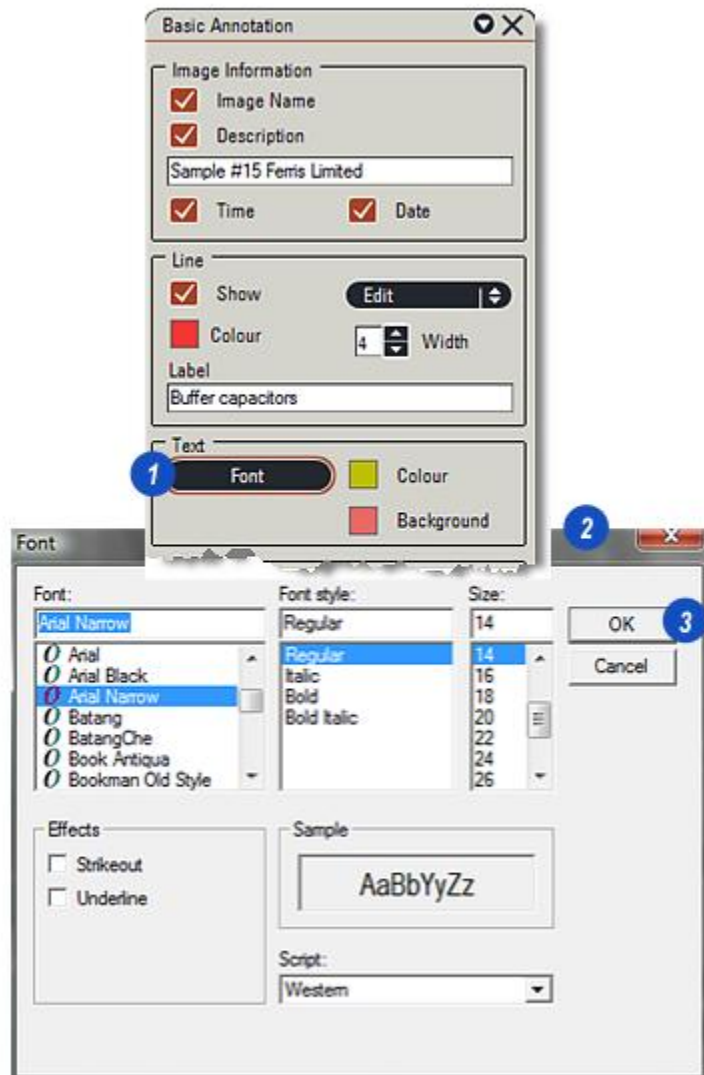 Basic Annotation
Image Information
Image Name
Description
Sample #15 Ferris Limited
Time Date
Line
Show Edit
Colour 4 Width
Label
Buffer capacitors
Text
1 Font Colour
Background
2
Font
Font: Font style: Size:
Arial Narrow Regular 14 OK 3
Arial Regular 14 Cancel
Arial Black Italic 16
Arial Narrow Bold 18
Batang Bold Italic 20
BatangChe 22
Book Antiqua 24
Bookman Old Style 26
Effects Sample
Strikeout AaBbYyZz
Underline
Script:
Western